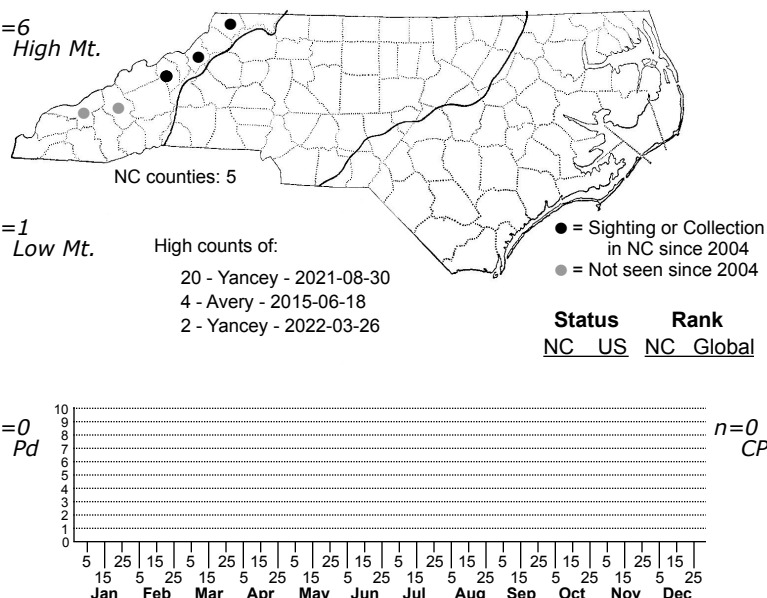 =6
High Mt.
NC counties: 5
=1
Low Mt.
High counts of:
20 - Yancey - 2021-08-30
4 - Avery - 2015-06-18
2 - Yancey - 2022-03-26
● = Sighting or Collection
in NC since 2004
● = Not seen since 2004
Status Rank
NC US NC Global
=0
Pd
10
9
8
7
6
5
4
3
2
1
0
n=0
CP
5 25 15 5 25 15 5 25 15 5 25 15 5 25 15 5 25 15
15 5 25 15 5 25 15 5 25 15 5 25 15 5 25 15 5 25
Jan Feb Mar Apr May Jun Jul Aug Sep Oct Nov Dec